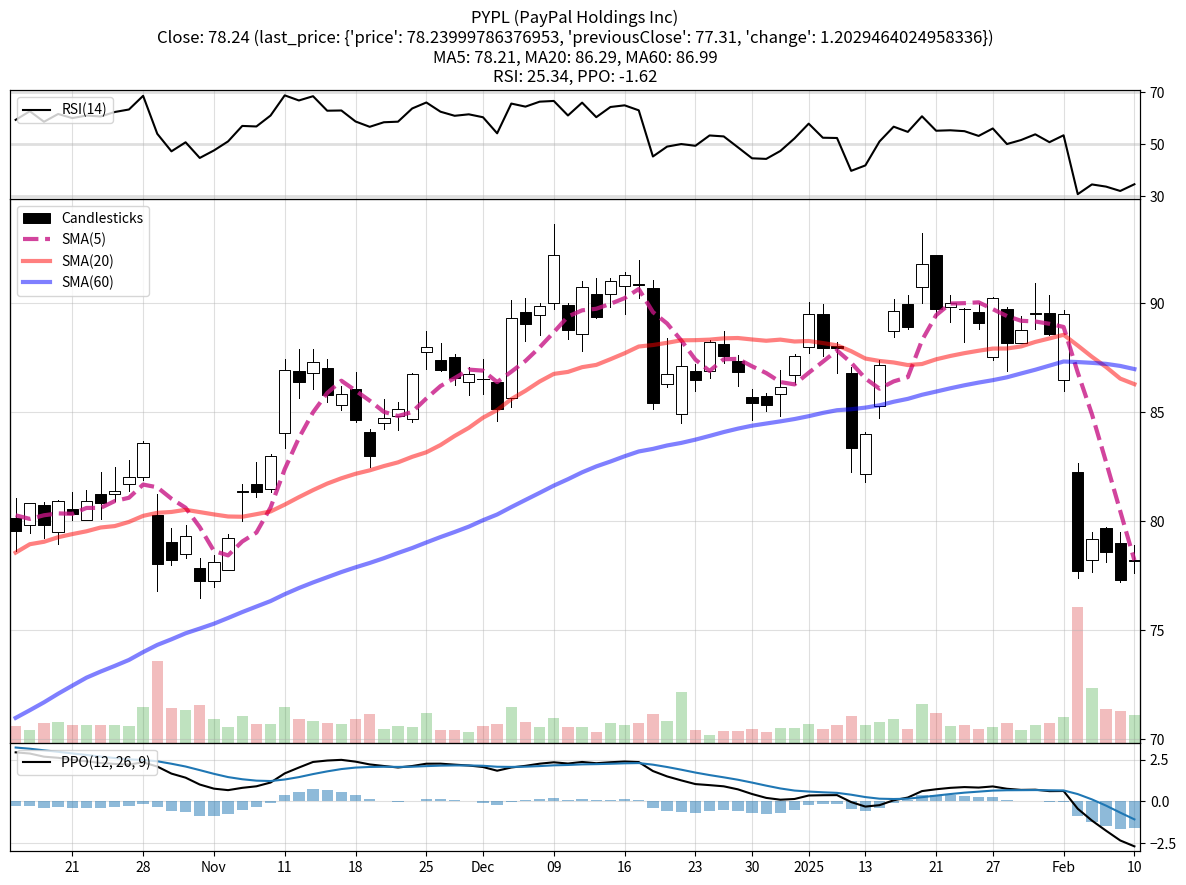 PYPL (PayPal Holdings Inc)
Close: 78.24 (last_price: {'price': 78.23999786376953, 'previousClose': 77.31, 'change': 1.2029464024958336})
MA5: 78.21, MA20: 86.29, MA60: 86.99
RSI: 25.34, PPO: -1.62
RSI(14)
70
50
30
Candlesticks
SMA(5)
SMA(20)
SMA(60)
90
85
80
75
70
PPO(12, 26, 9)
2.5
0.0
−2.5
21 28 Nov 11 18 25 Dec 09 16 23 30 2025 13 21 27 Feb 10